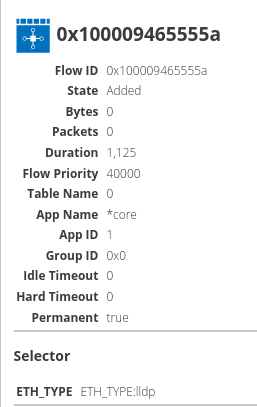 0x100009465555a
Flow ID 0x100009465555a
State Added
Bytes 0
Packets 0
Duration 1,125
Flow Priority 40000
Table Name 0
App Name *core
App ID 1
Group ID 0x0
Idle Timeout 0
Hard Timeout 0
Permanent true
Selector
ETH_TYPE ETH_TYPE:lldp